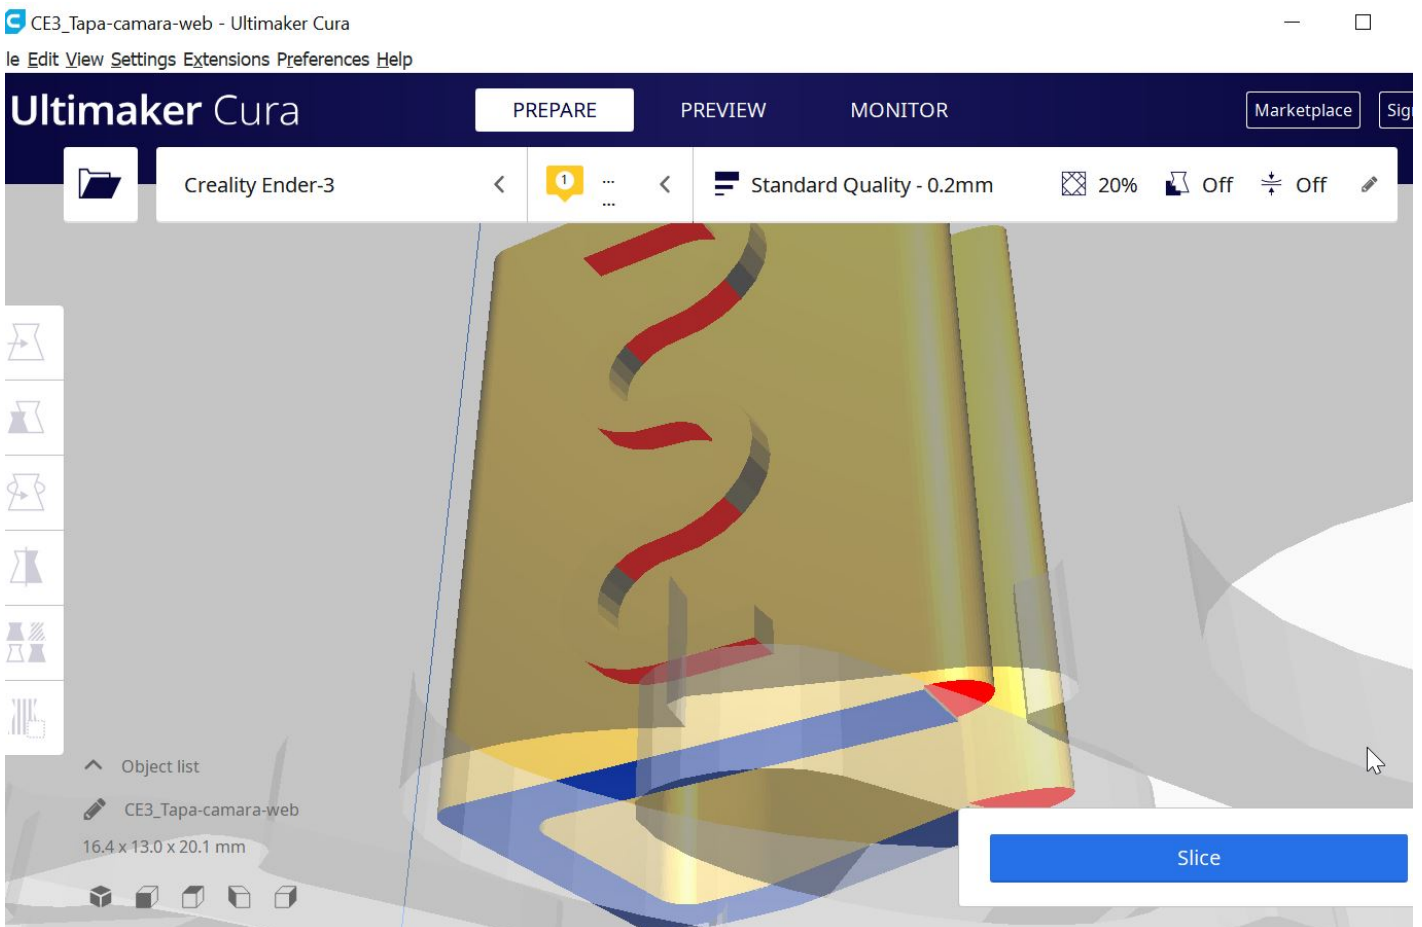 CE3_Tapa-camara-web - Ultimaker Cura
le Edit View Settings Extensions Preferences Help
Ultimaker Cura
PREPARE
PREVIEW
MONITOR
Marketplace
Sig
Creality Ender-3
1
...
...
Standard Quality - 0.2mm
20%
Off
Off
Object list
CE3_Tapa-camara-web
16.4 x 13.0 x 20.1 mm
Slice